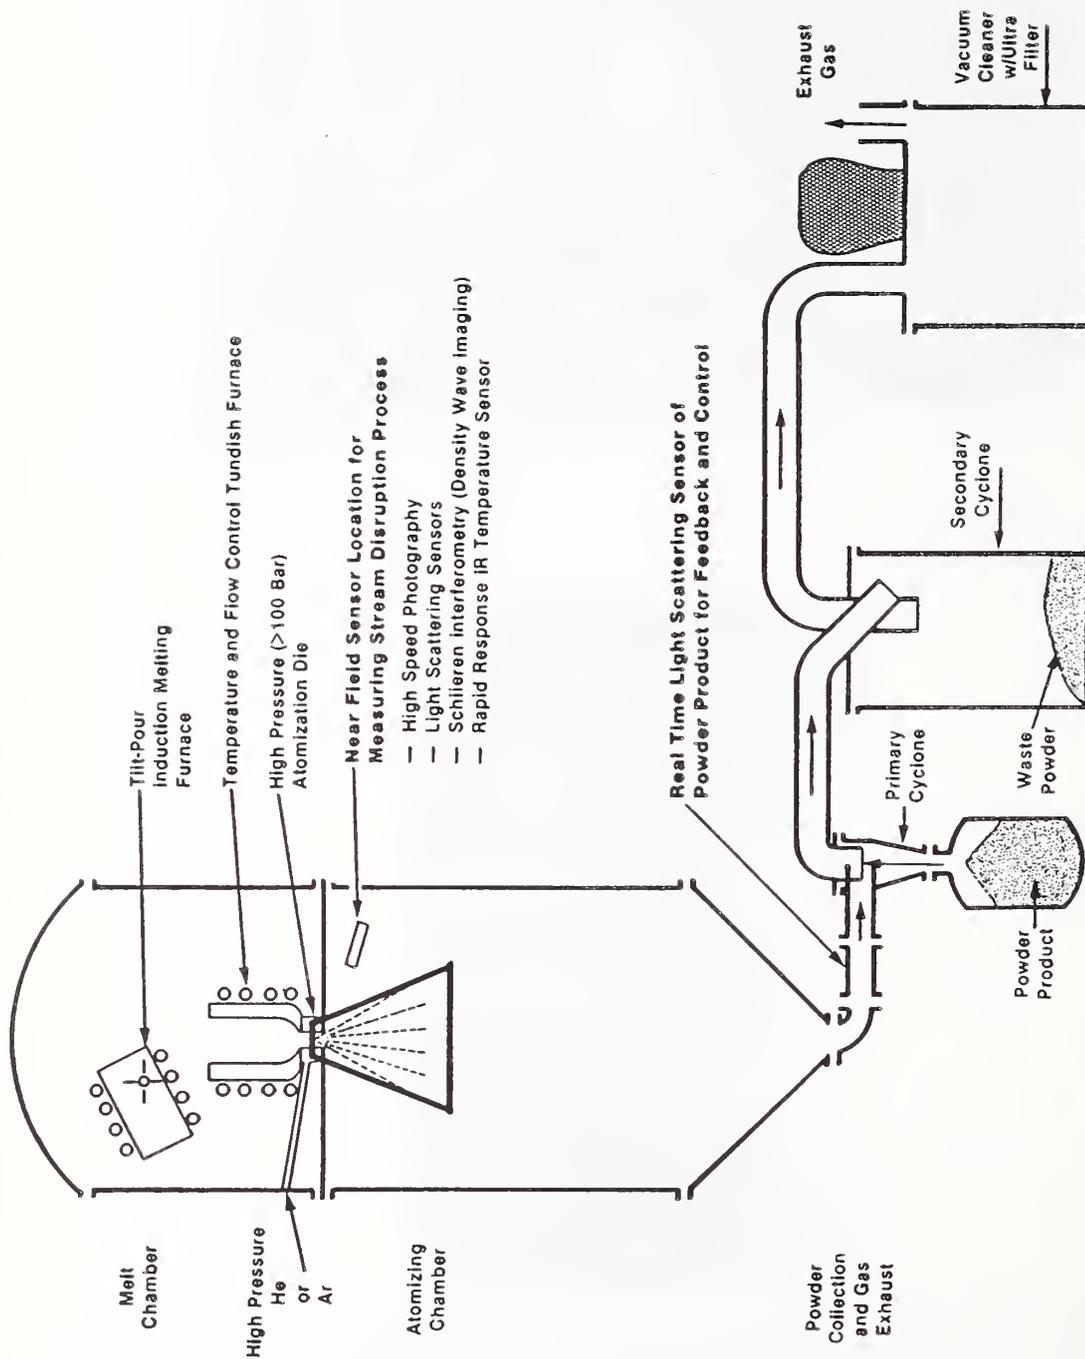 Melt
Chamber
High Pressure
He
or
Ar
Atomizing
Chamber
Powder
Collection
and Gas
Exhaust
Tilt-Pour
Induction Melting
Furnace
Temperature and Flow Control Tundish Furnace
High Pressure (>100 Bar)
Atomization Die
Near Field Sensor Location for
Measuring Stream Disruption Process
— High Speed Photography
— Light Scattering Sensors
— Schlieren Interferometry (Density Wave Imaging)
— Rapid Response IR Temperature Sensor
Real Time Light Scattering Sensor of
Powder Product for Feedback and Control
Powder
Product
Primary
Cyclone
Waste
Powder
Secondary
Cyclone
Exhaust
Gas
Vacuum
Cleaner
w/Ultra
Filter